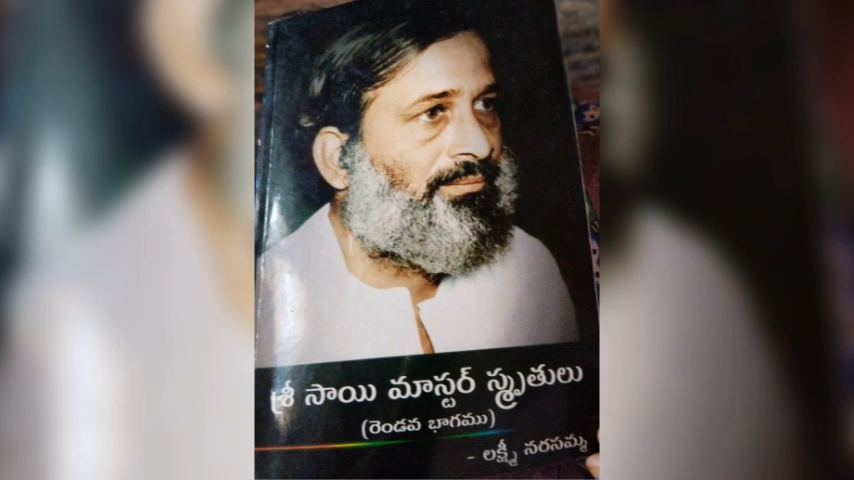 శ్రీ సాయి మాస్టర్ స్మృతులు
(రెండవ భాగము)
- లక్ష్మీ నరసమ్మ